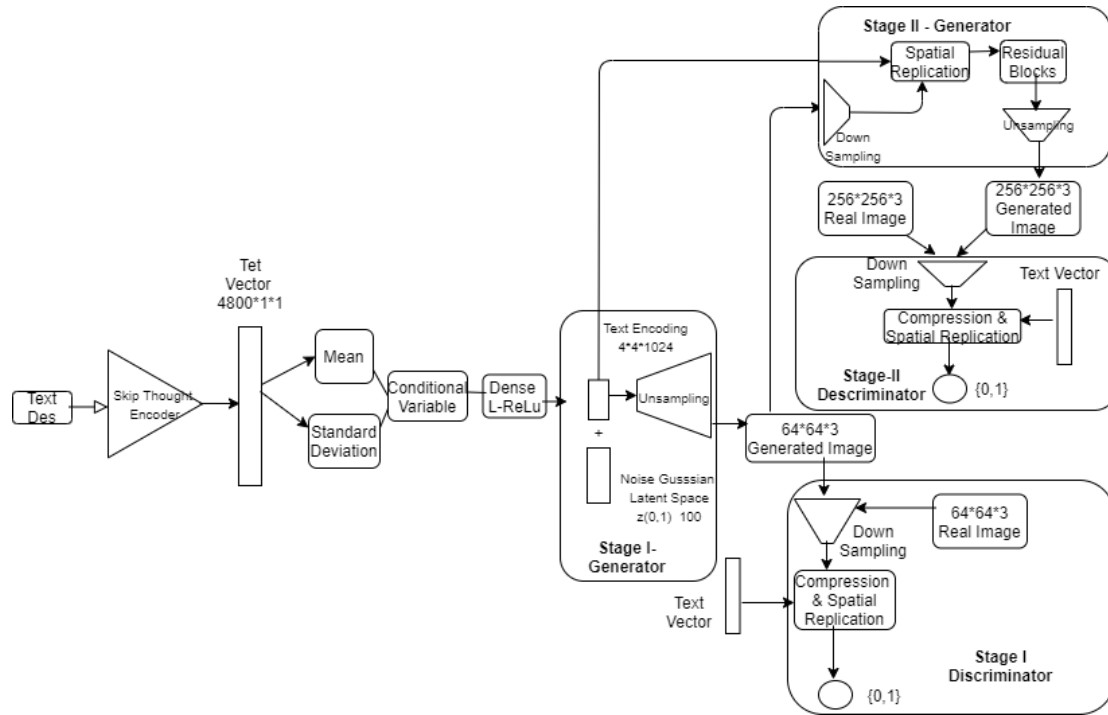 Stage II - Generator
Spatial
Replication
Residual
Blocks
Down
Sampling
Unsampling
256*256*3
Real Image
256*256*3
Generated
Image
Down
Sampling
Text Vector
Compression &
Spatial Replication
Stage-II
Descriminator
{0,1}
Tet
Vector
4800*1*1
Text
Des
Skip Thought
Encoder
Mean
Standard
Deviation
Conditional
Variable
Dense
L-ReLu
Text Encoding
4*4*1024
Unsampling
+
Noise Gusssian
Latent Space
z(0,1) 100
Stage I-
Generator
64*64*3
Generated Image
64*64*3
Real Image
Down
Sampling
Text
Vector
Compression
& Spatial
Replication
Stage I
Discriminator
{0,1}